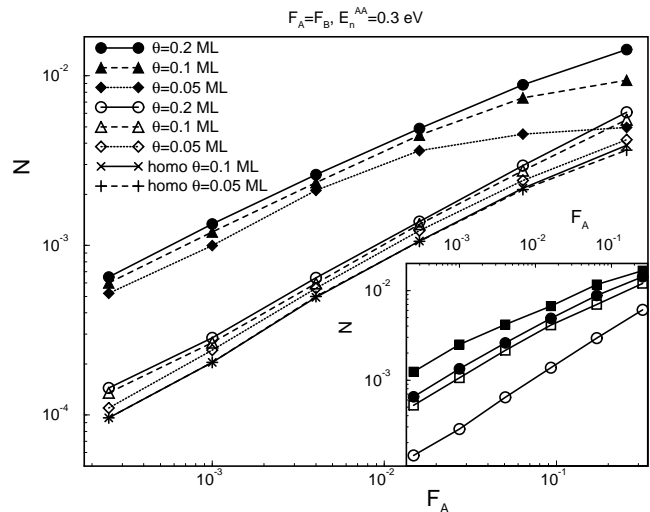 F_A=F_B, E_n^AA=0.3 eV
10^-2
10^-3
10^-4
N
θ=0.2 ML
θ=0.1 ML
θ=0.05 ML
θ=0.2 ML
θ=0.1 ML
θ=0.05 ML
homo θ=0.1 ML
homo θ=0.05 ML
F_A
10^-3 10^-2 10^-1
10^-2
N
10^-3
10^-3 10^-2 10^-1
F_A